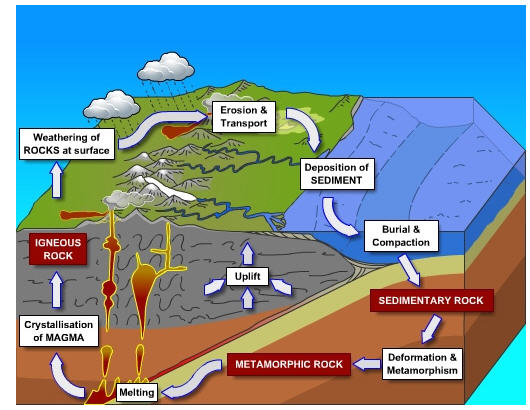 Erosion &
Transport
Weathering of
ROCKS at surface
Deposition of
SEDIMENT
Burial &
Compaction
IGNEOUS
ROCK
Uplift
SEDIMENTARY ROCK
Crystallisation
of MAGMA
Deformation &
Metamorphism
METAMORPHIC ROCK
Melting